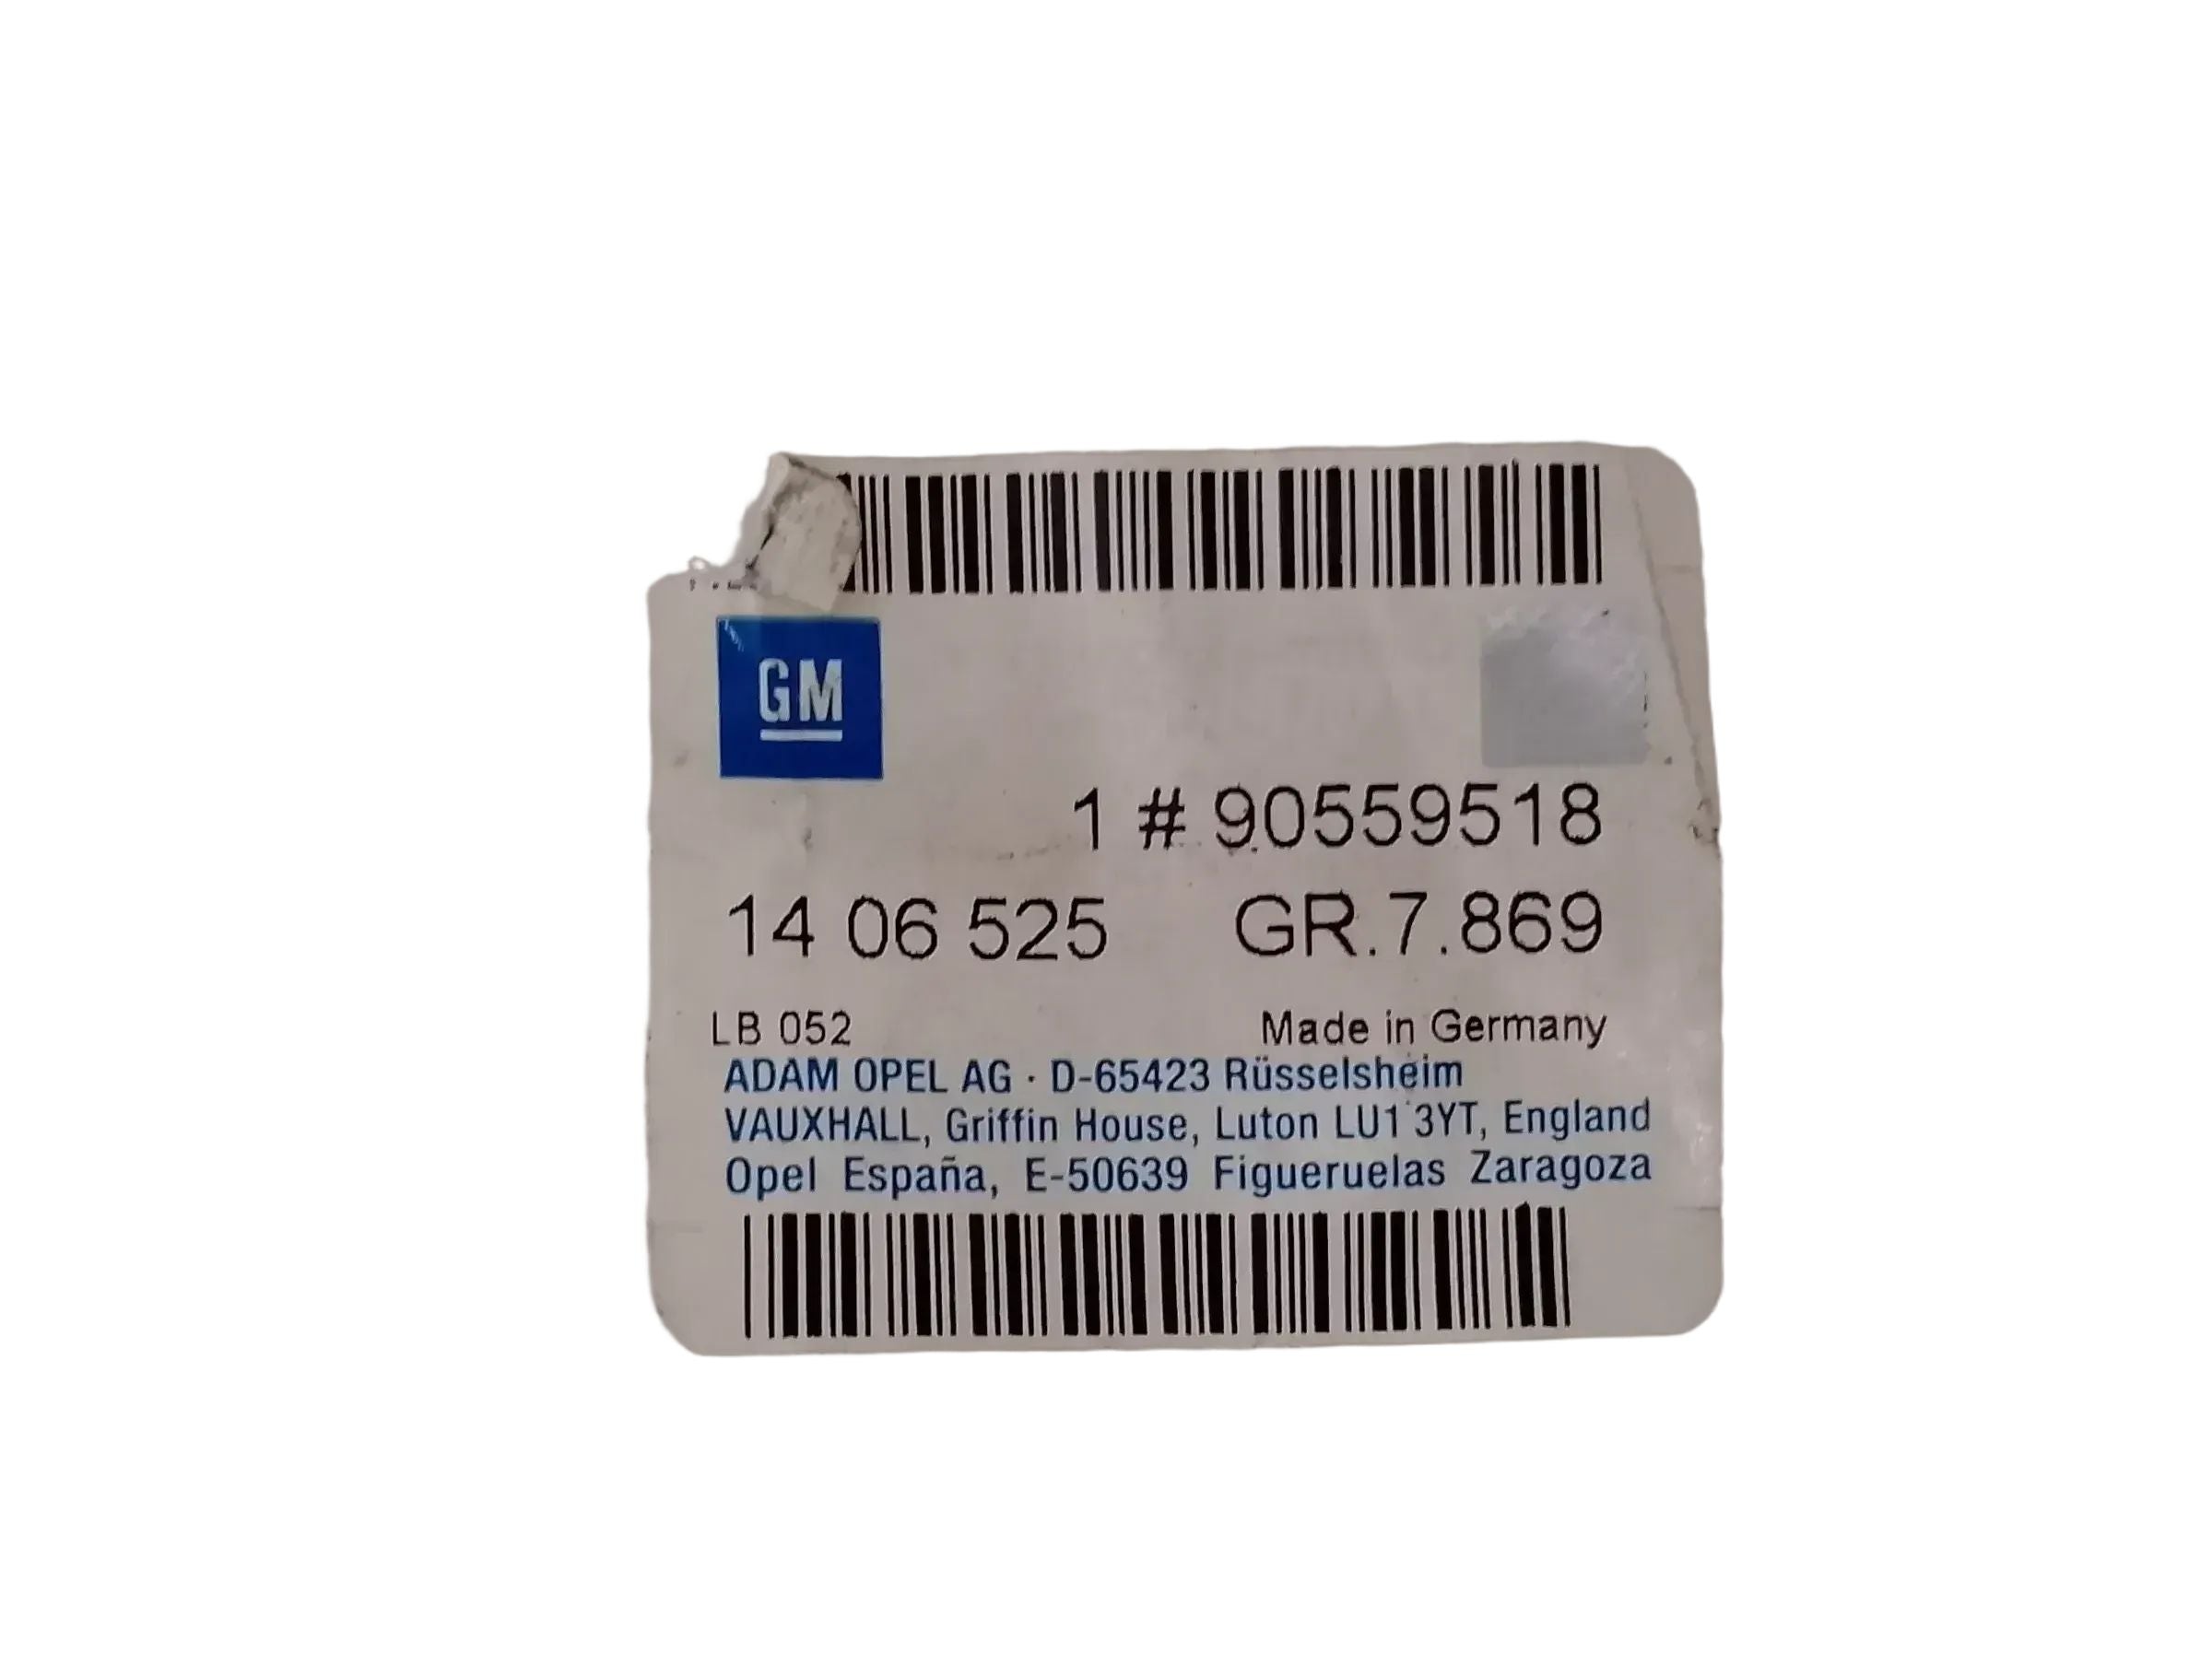 GM
1 # 90559518
14 06 525 GR.7.869
LB 052 Made in Germany
ADAM OPEL AG · D-65423 Rüsselsheim
VAUXHALL, Griffin House, Luton LU1 3YT, England
Opel España, E-50639 Figueruelas Zaragoza